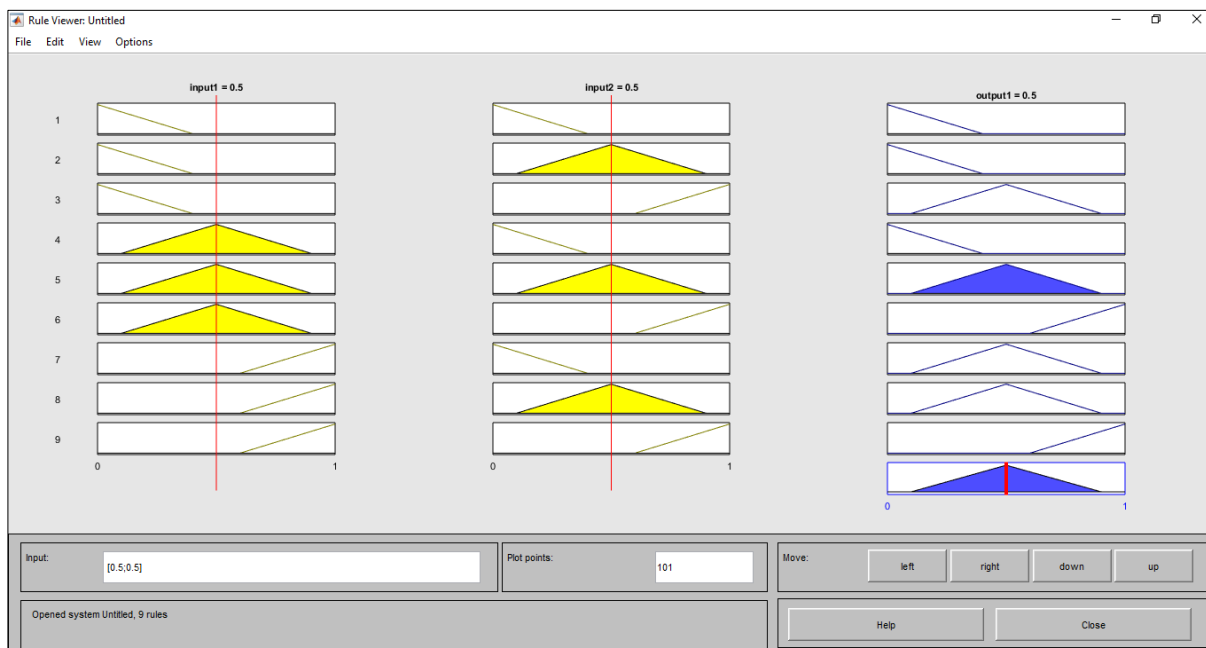 Rule Viewer: Untitled
File Edit View Options
input1 = 0.5 input2 = 0.5 output1 = 0.5
1
2
3
4
5
6
7
8
9
0 1 0 1
0 1
Input: [0.5;0.5] Plot points: 101 Move: left right down up
Opened system Untitled, 9 rules
Help Close